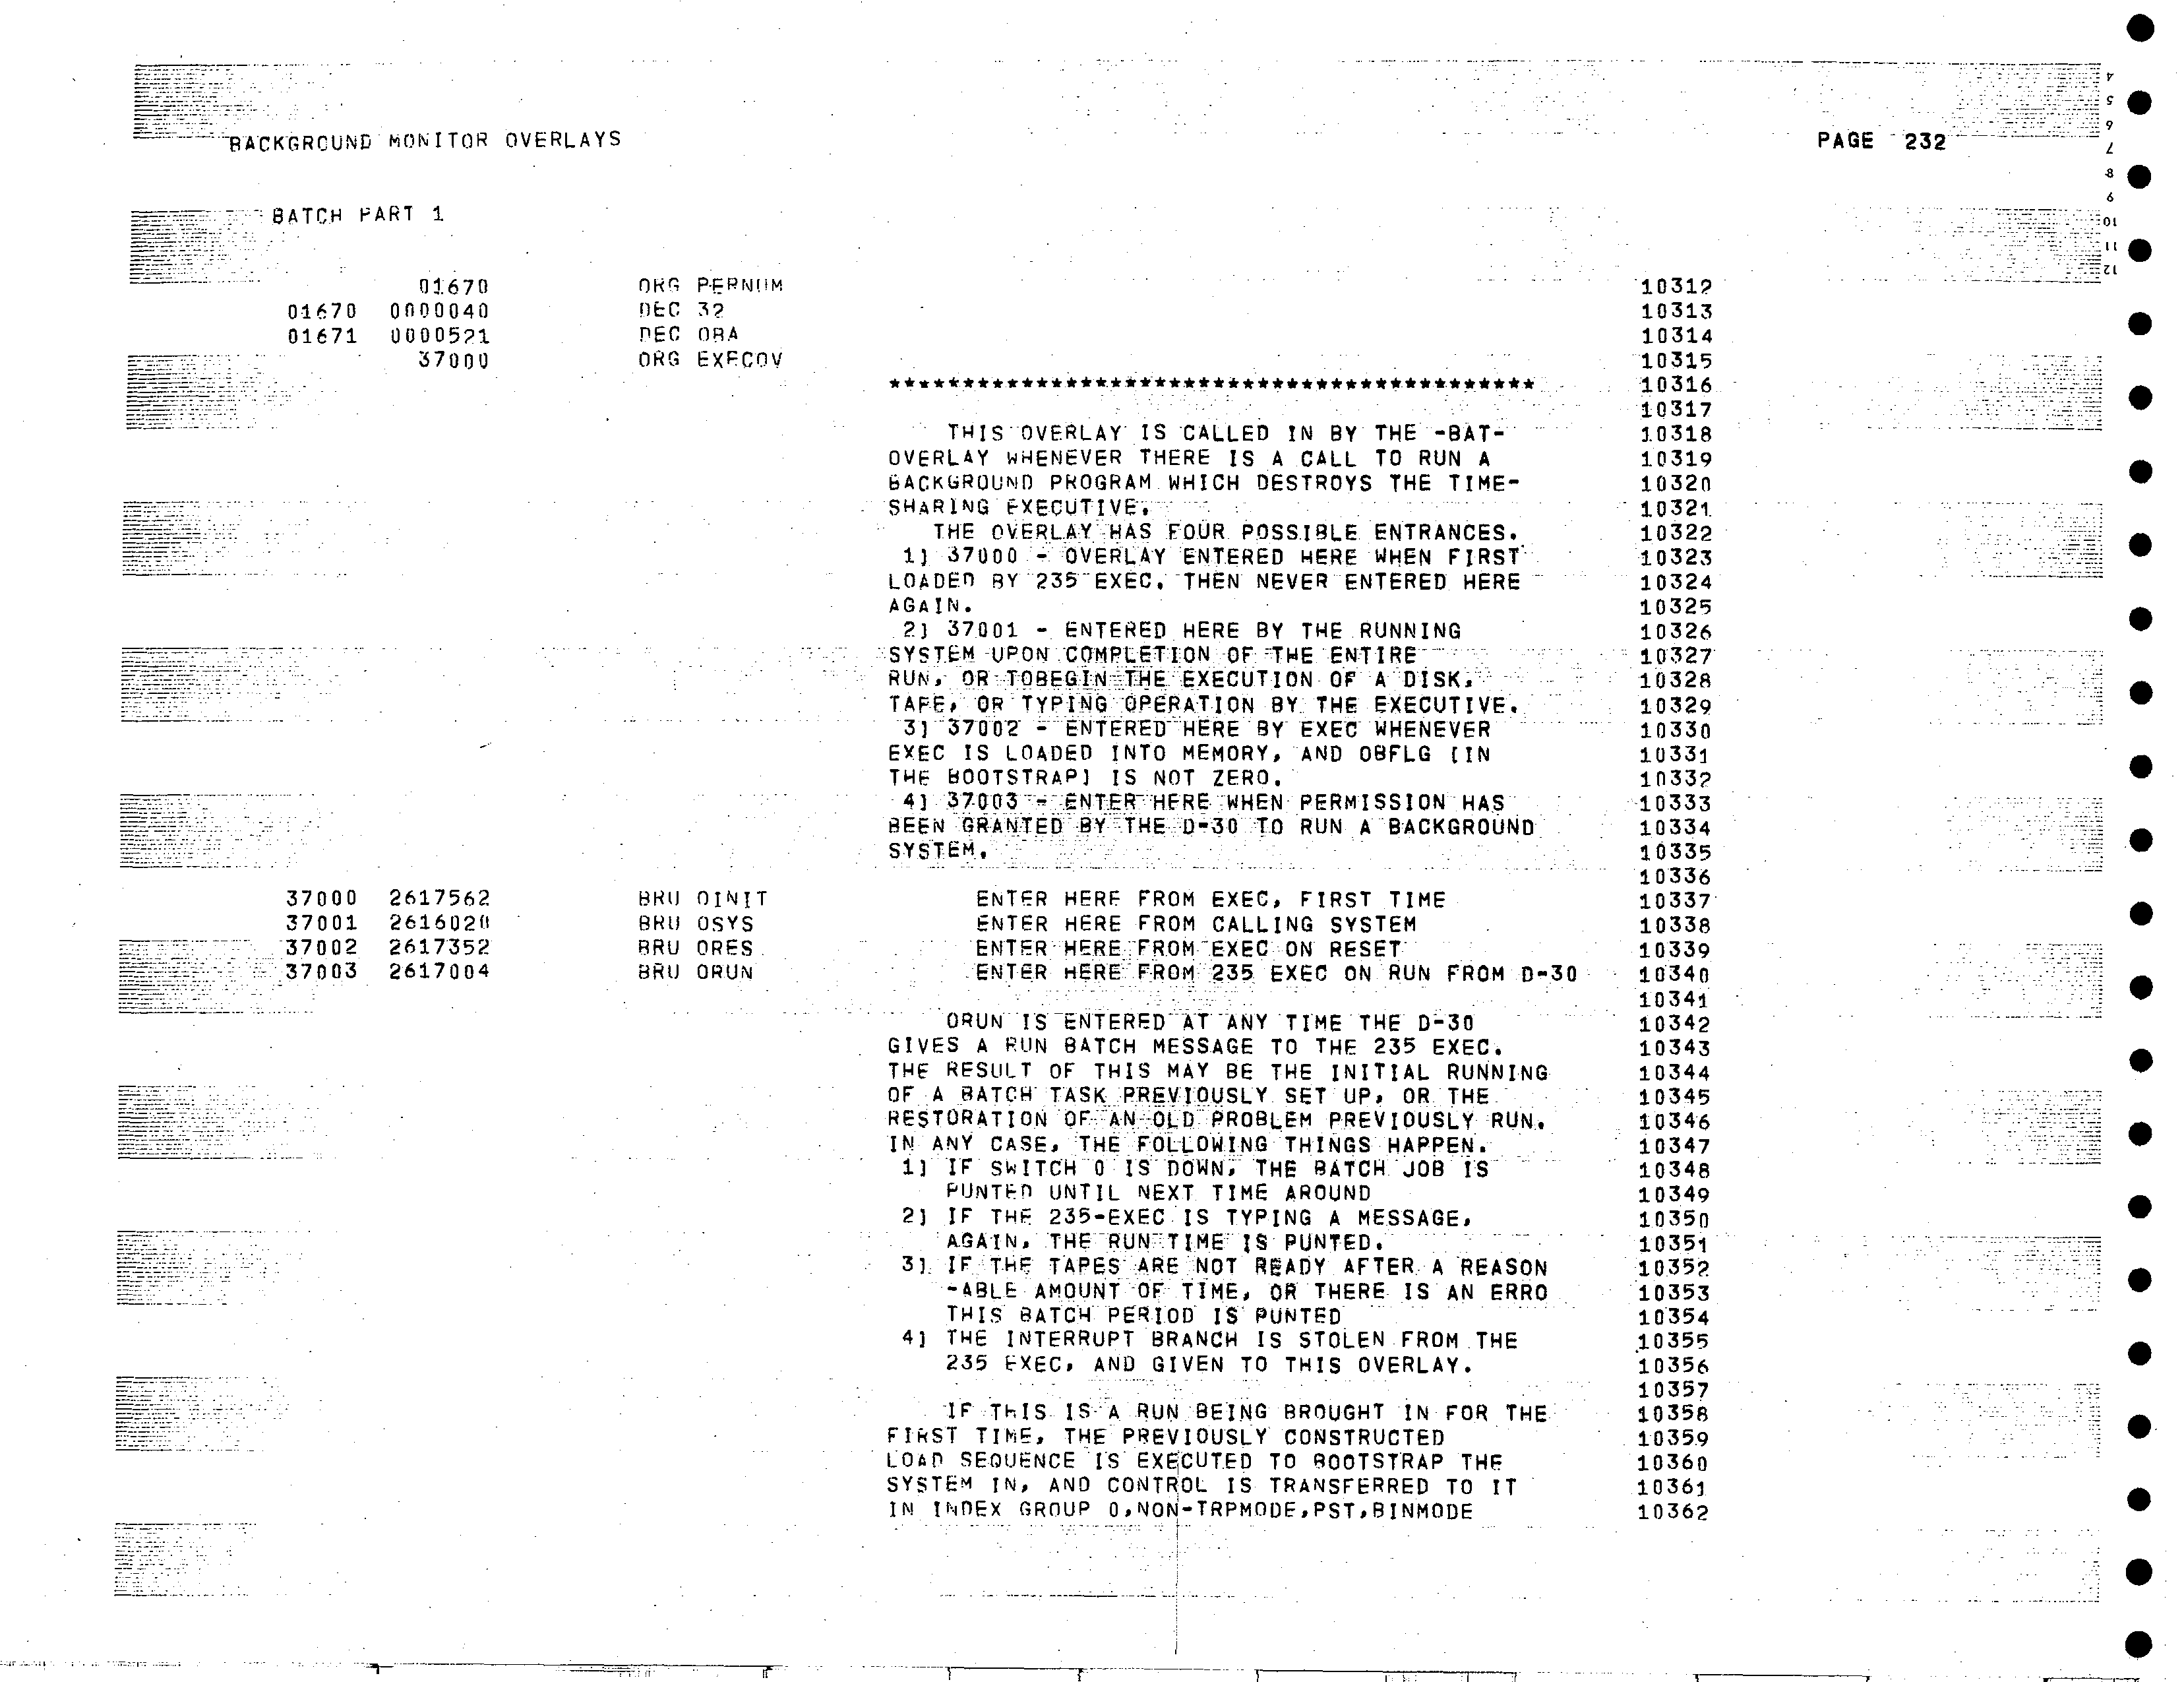 BACKGROUND MONITOR OVERLAYS PAGE 232
BATCH PART 1
01670 ORG PERNUM 10312
01670 0000040 DEC 32 10313
01671 0000521 DEC OBA 10314
37000 ORG EXECOV 10315
******************************************** 10316
10317
THIS OVERLAY IS CALLED IN BY THE -BAT- 10318
OVERLAY WHENEVER THERE IS A CALL TO RUN A 10319
BACKGROUND PROGRAM WHICH DESTROYS THE TIME- 10320
SHARING EXECUTIVE. 10321
THE OVERLAY HAS FOUR POSSIBLE ENTRANCES. 10322
1] 37000 - OVERLAY ENTERED HERE WHEN FIRST 10323
LOADED BY 235 EXEC. THEN NEVER ENTERED HERE 10324
AGAIN. 10325
2] 37001 - ENTERED HERE BY THE RUNNING 10326
SYSTEM UPON COMPLETION OF THE ENTIRE 10327
RUN, OR TOBEGIN THE EXECUTION OF A DISK, 10328
TAPE, OR TYPING OPERATION BY THE EXECUTIVE. 10329
3] 37002 - ENTERED HERE BY EXEC WHENEVER 10330
EXEC IS LOADED INTO MEMORY, AND OBFLG [IN 10331
THE BOOTSTRAP] IS NOT ZERO. 10332
4] 37003 - ENTER HERE WHEN PERMISSION HAS 10333
BEEN GRANTED BY THE D-30 TO RUN A BACKGROUND 10334
SYSTEM. 10335
10336
37000 2617562 BRU OINIT ENTER HERE FROM EXEC, FIRST TIME 10337
37001 2616020 BRU OSYS ENTER HERE FROM CALLING SYSTEM 10338
37002 2617352 BRU ORES ENTER HERE FROM EXEC ON RESET 10339
37003 2617004 BRU ORUN ENTER HERE FROM 235 EXEC ON RUN FROM D-30 10340
10341
ORUN IS ENTERED AT ANY TIME THE D-30 10342
GIVES A RUN BATCH MESSAGE TO THE 235 EXEC. 10343
THE RESULT OF THIS MAY BE THE INITIAL RUNNING 10344
OF A BATCH TASK PREVIOUSLY SET UP, OR THE 10345
RESTORATION OF AN OLD PROBLEM PREVIOUSLY RUN. 10346
IN ANY CASE, THE FOLLOWING THINGS HAPPEN. 10347
1] IF SWITCH 0 IS DOWN, THE BATCH JOB IS 10348
PUNTED UNTIL NEXT TIME AROUND 10349
2] IF THE 235-EXEC IS TYPING A MESSAGE, 10350
AGAIN, THE RUN TIME IS PUNTED. 10351
3] IF THE TAPES ARE NOT READY AFTER A REASON 10352
-ABLE AMOUNT OF TIME, OR THERE IS AN ERRO 10353
THIS BATCH PERIOD IS PUNTED 10354
4] THE INTERRUPT BRANCH IS STOLEN FROM THE 10355
235 EXEC, AND GIVEN TO THIS OVERLAY. 10356
10357
IF THIS IS A RUN BEING BROUGHT IN FOR THE 10358
FIRST TIME, THE PREVIOUSLY CONSTRUCTED 10359
LOAD SEQUENCE IS EXECUTED TO BOOTSTRAP THE 10360
SYSTEM IN, AND CONTROL IS TRANSFERRED TO IT 10361
IN INDEX GROUP 0,NON-TRPMODE,PST,BINMODE 10362
4
5
6
7
8
9
10
11
12